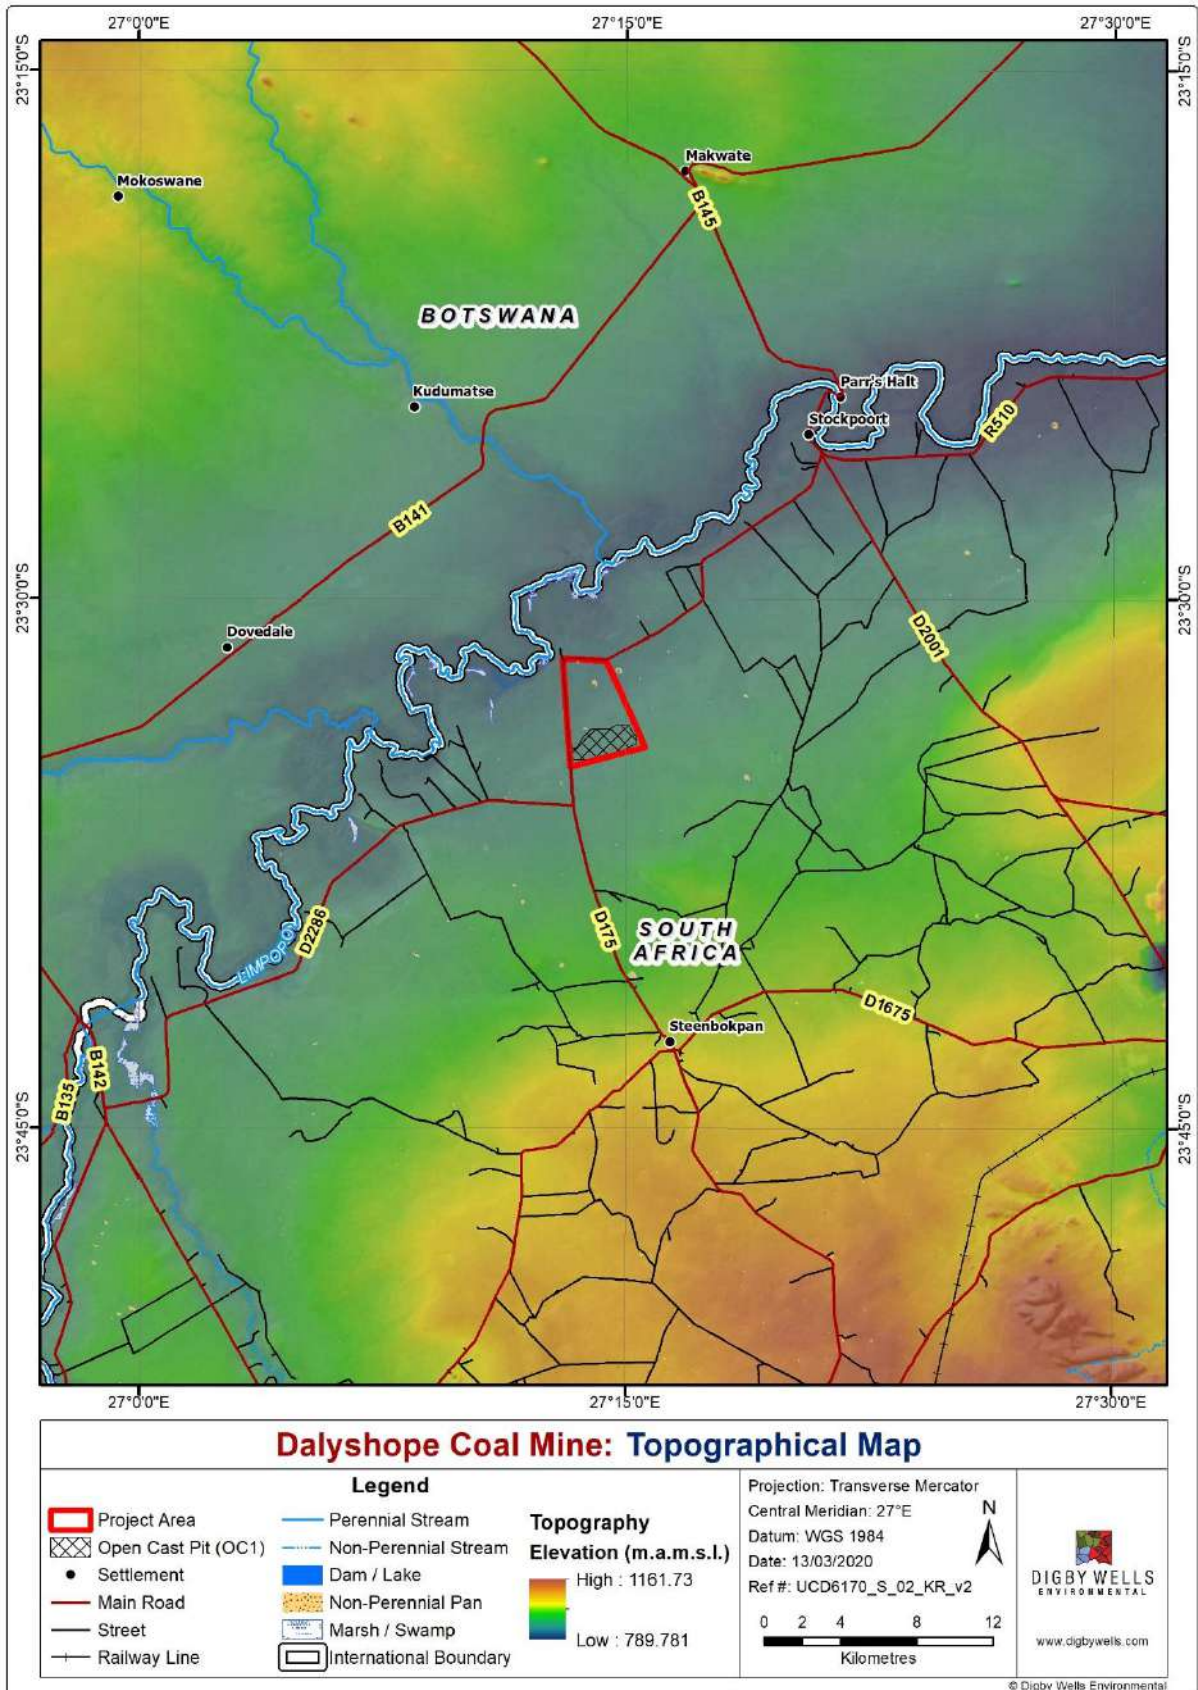 27°0'0"E
27°15'0"E
27°30'0"E
23°15'0"S
23°15'0"S
Makwate
Mokoswane
B145
BOTSWANA
Kudumatse
Parr's Halt
Stockpoort
R510
B141
23°30'0"S
23°30'0"S
Dovedale
D2001
D2286
LIMPOPO
D175
SOUTH
AFRICA
D1675
Steenbokpan
B142
B135
23°45'0"S
23°45'0"S
27°0'0"E
27°15'0"E
27°30'0"E
Dalyshope Coal Mine: Topographical Map
Legend
Project Area
Open Cast Pit (OC1)
Settlement
Main Road
Street
Railway Line
Perennial Stream
Non-Perennial Stream
Dam / Lake
Non-Perennial Pan
Marsh / Swamp
International Boundary
Topography
Elevation (m.a.m.s.l.)
High : 1161.73
Low : 789.781
Projection: Transverse Mercator
Central Meridian: 27°E
Datum: WGS 1984
Date: 13/03/2020
Ref #: UCD6170_S_02_KR_v2
N
0 2 4 8 12
Kilometres
DIGBY WELLS
ENVIRONMENTAL
www.digbywells.com
© Digby Wells Environmental